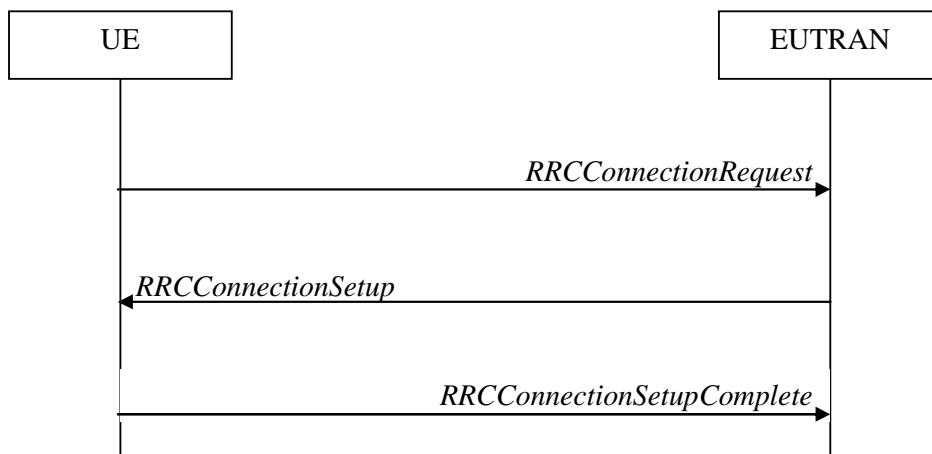 UE
EUTRAN
RRCConnectionRequest
RRCConnectionSetup
RRCConnectionSetupComplete